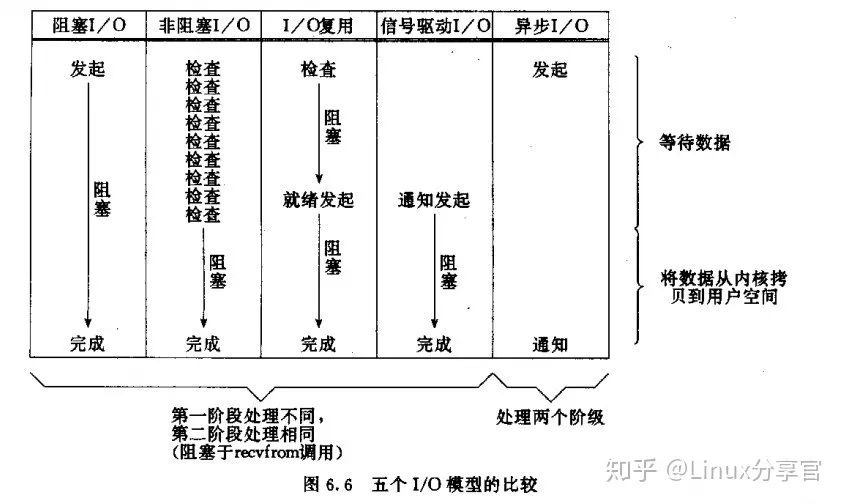 阻塞I/O 非阻塞I/O I/O复用 信号驱动I/O 异步I/O
发起 检查 检查 发起
检查
检查
检查
检查
检查
检查
检查
检查
阻塞
阻塞
就绪发起 通知发起
阻塞 阻塞 阻塞
完成 完成 完成 完成 通知
等待数据
将数据从内核拷
贝到用户空间
第一阶段处理不同，
第二阶段处理相同
(阻塞于recvfrom调用)
处理两个阶级
图 6.6 五个 I/O 模型的比较
知乎 @Linux分享官